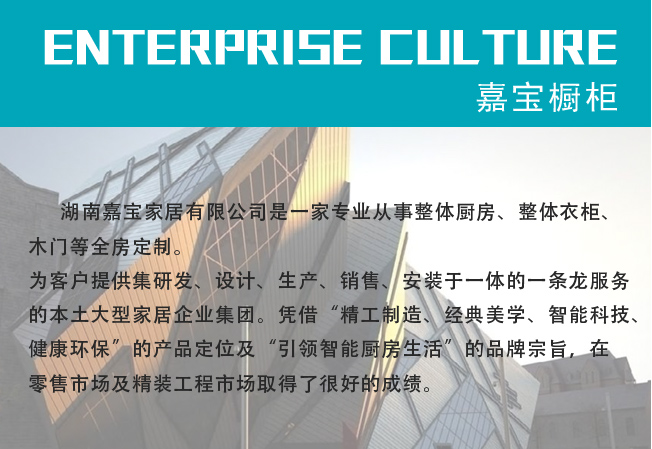 ENTERPRISE CULTURE
嘉宝橱柜
湖南嘉宝家居有限公司是一家专业从事整体厨房、整体衣柜、
木门等全房定制。
为客户提供集研发、设计、生产、销售、安装于一体的一条龙服务
的本土大型家居企业集团。凭借“精工制造、经典美学、智能科技、
健康环保”的产品定位及“引领智能厨房生活”的品牌宗旨，在
零售市场及精装工程市场取得了很好的成绩。